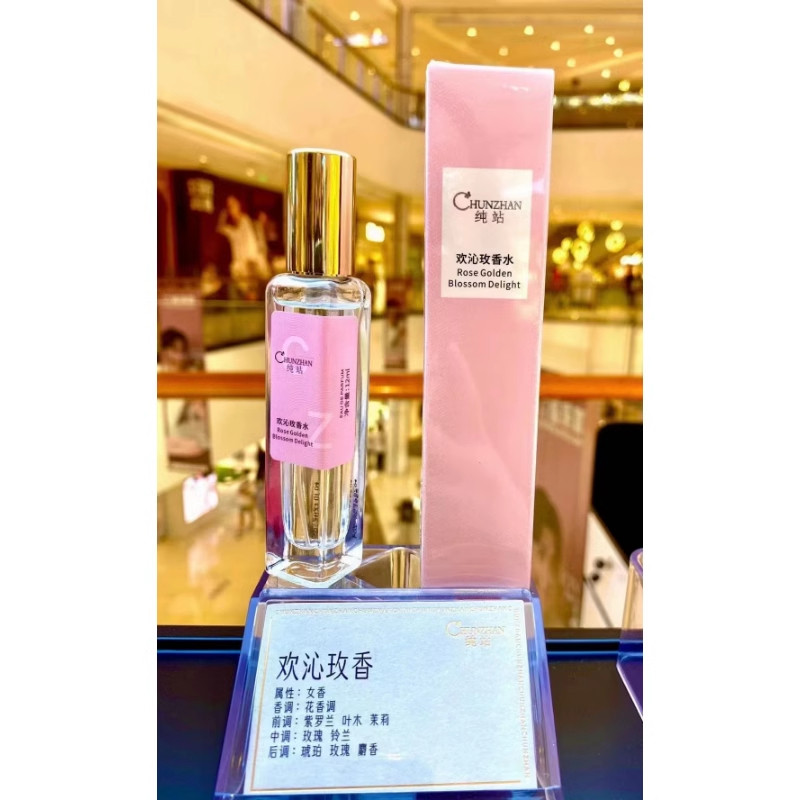 CHUNZHAN
纯站
欢沁玫香水
Rose Golden
Blossom Delight
C
CHUNZHAN
纯站
Z
欢沁玫香水
Rose Golden
Blossom Delight
CHUNZHAN
纯站
欢沁玫香
属性：女香
香调：花香调
前调：紫罗兰 叶木 茉莉
中调：玫瑰 铃兰
后调：琥珀 玫瑰 麝香